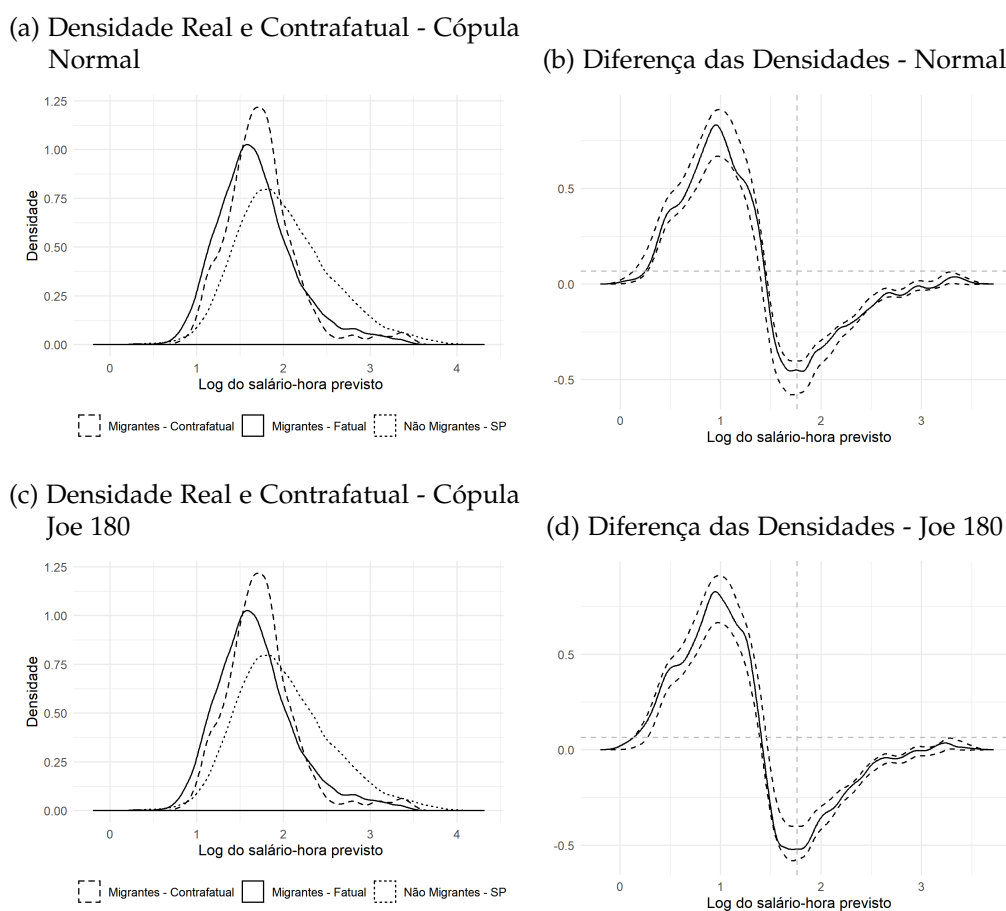 (a) Densidade Real e Contrafatual - Cópula
Normal
1.25
1.00
0.75
0.50
0.25
0.00
Densidade
0 1 2 3 4
Log do salário-hora previsto
Migrantes - Contrafatual Migrantes - Fatual Não Migrantes - SP
(b) Diferença das Densidades - Normal
0.5
0.0
-0.5
0 1 2 3
Log do salário-hora previsto
(c) Densidade Real e Contrafatual - Cópula
Joe 180
1.25
1.00
0.75
0.50
0.25
0.00
Densidade
0 1 2 3 4
Log do salário-hora previsto
Migrantes - Contrafatual Migrantes - Fatual Não Migrantes - SP
(d) Diferença das Densidades - Joe 180
0.5
0.0
-0.5
0 1 2 3
Log do salário-hora previsto